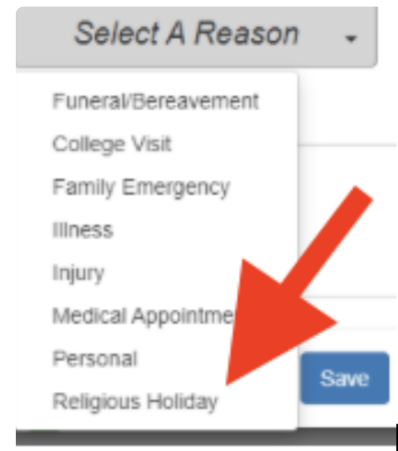 Select A Reason
Funeral/Bereavement
College Visit
Family Emergency
Illness
Injury
Medical Appointme
Personal
Religious Holiday
Save